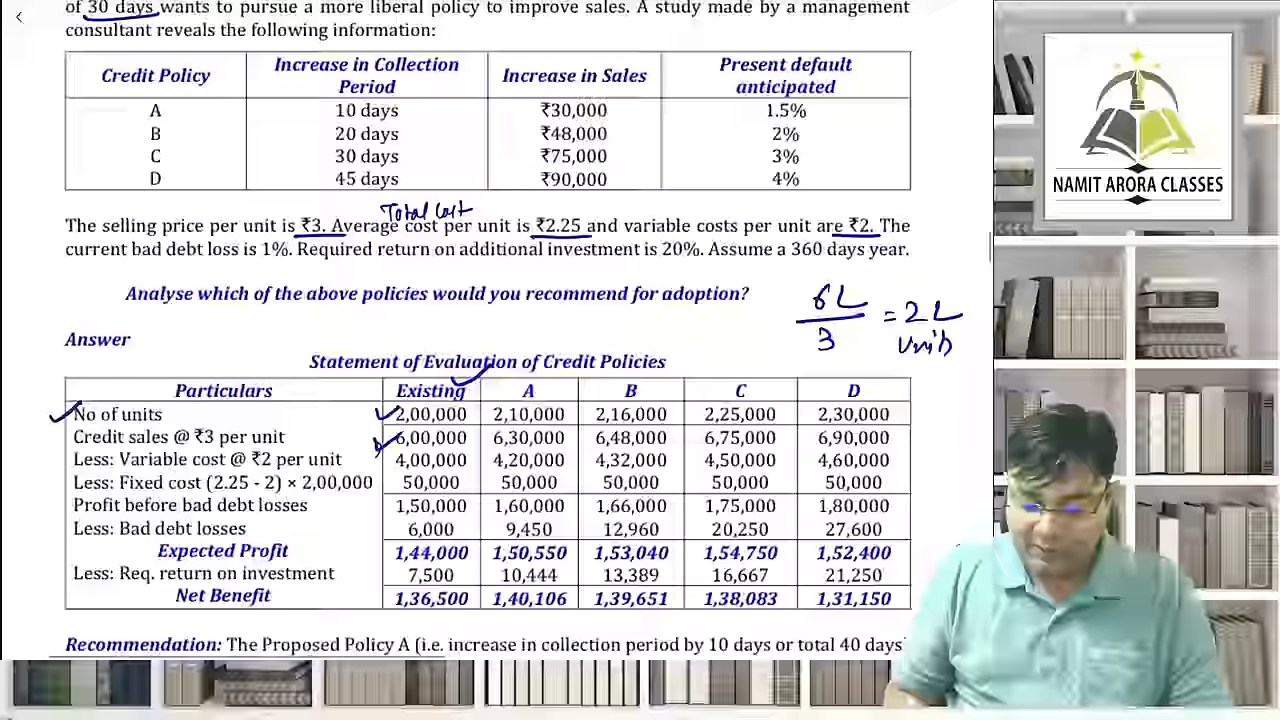 of 30 days wants to pursue a more liberal policy to improve sales. A study made by a management
consultant reveals the following information:
Credit Policy Increase in Collection Period Increase in Sales Present default anticipated
A 10 days ₹30,000 1.5%
B 20 days ₹48,000 2%
C 30 days ₹75,000 3%
D 45 days ₹90,000 4%
Total Cost
The selling price per unit is ₹3. Average cost per unit is ₹2.25 and variable costs per unit are ₹2. The
current bad debt loss is 1%. Required return on additional investment is 20%. Assume a 360 days year.
Analyse which of the above policies would you recommend for adoption?
6L
3
= 2L
Units
Answer
Statement of Evaluation of Credit Policies
Particulars Existing A B C D
No of units 2,00,000 2,10,000 2,16,000 2,25,000 2,30,000
Credit sales @ ₹3 per unit 6,00,000 6,30,000 6,48,000 6,75,000 6,90,000
Less: Variable cost @ ₹2 per unit 4,00,000 4,20,000 4,32,000 4,50,000 4,60,000
Less: Fixed cost (2.25 - 2) × 2,00,000 50,000 50,000 50,000 50,000 50,000
Profit before bad debt losses 1,50,000 1,60,000 1,66,000 1,75,000 1,80,000
Less: Bad debt losses 6,000 9,450 12,960 20,250 27,600
Expected Profit 1,44,000 1,50,550 1,53,040 1,54,750 1,52,400
Less: Req. return on investment 7,500 10,444 13,389 16,667 21,250
Net Benefit 1,36,500 1,40,106 1,39,651 1,38,083 1,31,150
Recommendation: The Proposed Policy A (i.e. increase in collection period by 10 days or total 40 days
NAMIT ARORA CLASSES